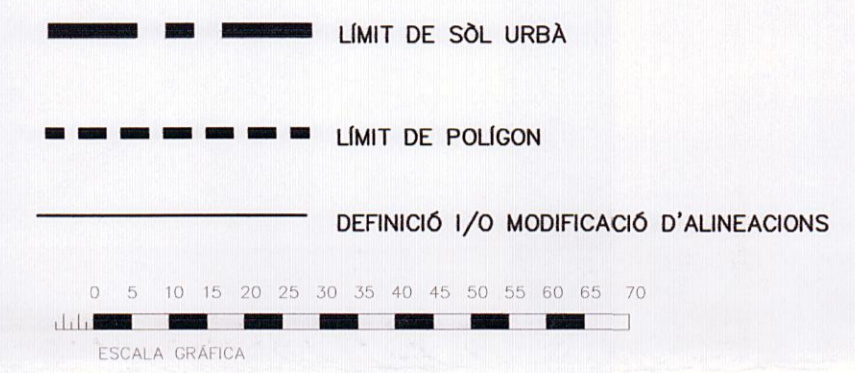 LÍMIT DE SÒL URBÀ
LÍMIT DE POLÍGON
DEFINICIÓ I/O MODIFICACIÓ D'ALINEACIONS
0 5 10 15 20 25 30 35 40 45 50 55 60 65 70
ESCALA GRÁFICA